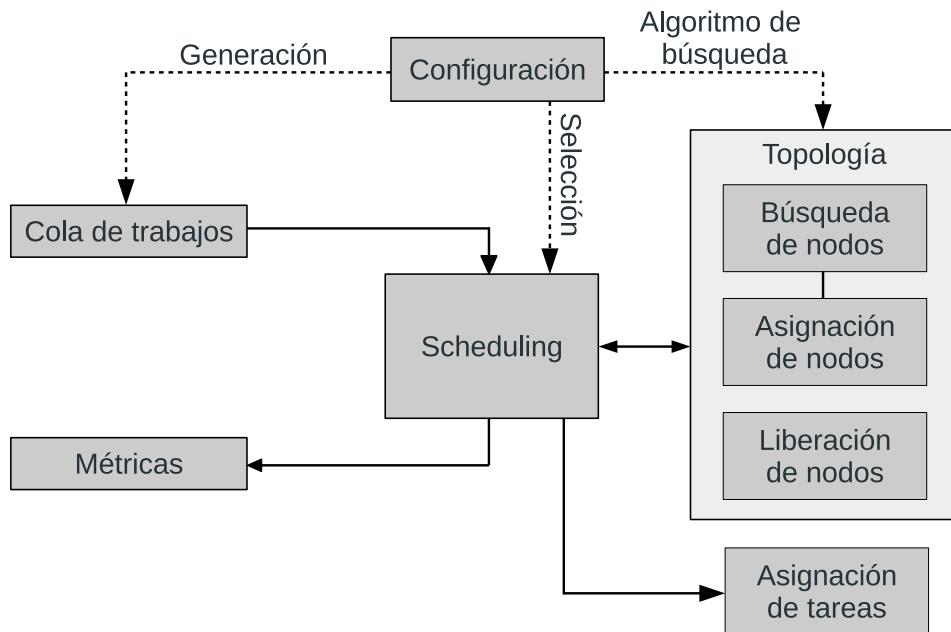 Generación
Configuración
Algoritmo de
búsqueda
Selección
Topología
Búsqueda
de nodos
Cola de trabajos
Scheduling
Asignación
de nodos
Métricas
Liberación
de nodos
Asignación
de tareas